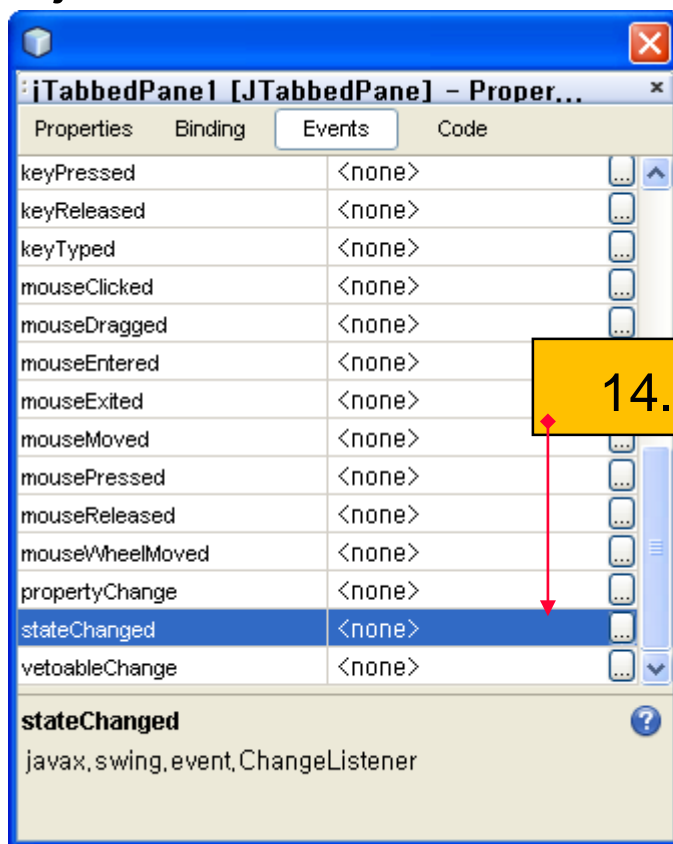 jTabbedPane1 [JTabbedPane] - Proper...
Properties Binding Events Code
keyPressed <none> ...
keyReleased <none> ...
keyTyped <none> ...
mouseClicked <none> ...
mouseDragged <none> ...
mouseEntered <none>
mouseExited <none>
14.
mouseMoved <none> ...
mousePressed <none> ...
mouseReleased <none> ...
mouseWheelMoved <none> ...
propertyChange <none> ...
stateChanged <none> ...
vetoableChange <none> ...
stateChanged
javax,swing,event,ChangeListener